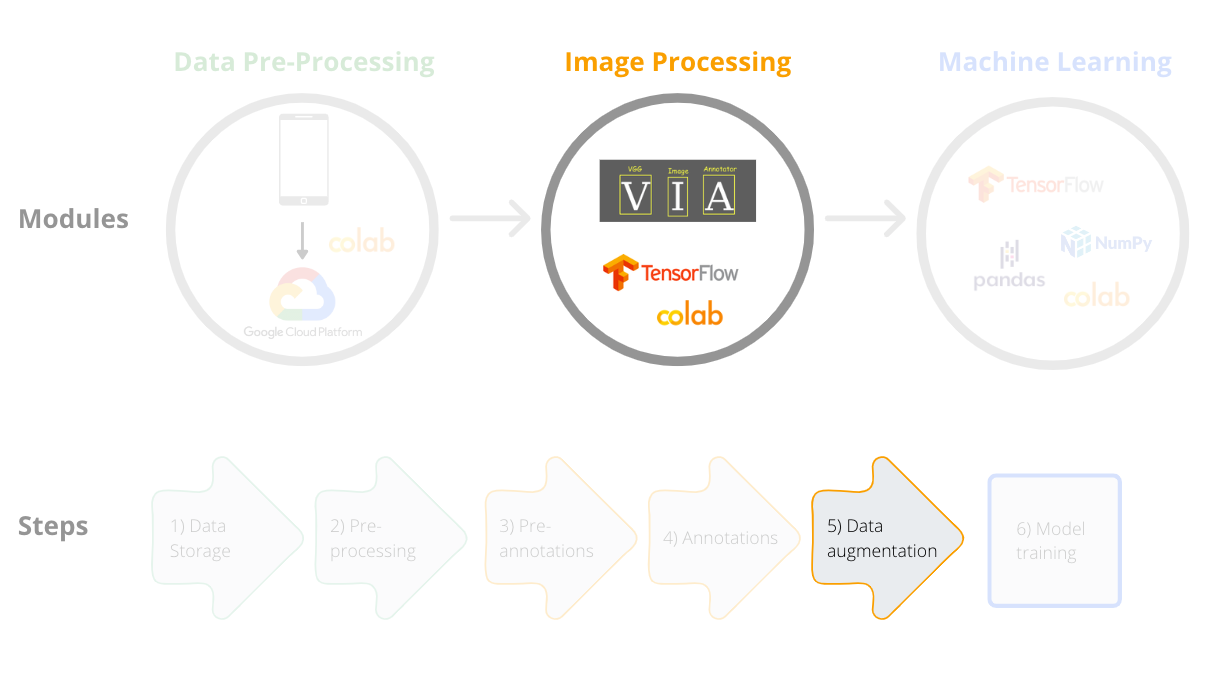 Data Pre-Processing
Image Processing
Machine Learning
Modules
colab
Google Cloud Platform
VGG Image Annotator
V I A
TensorFlow
colab
TensorFlow
NumPy
pandas
colab
Steps
1) Data
Storage
2) Pre-
processing
3) Pre-
annotations
4) Annotations
5) Data
augmentation
6) Model
training